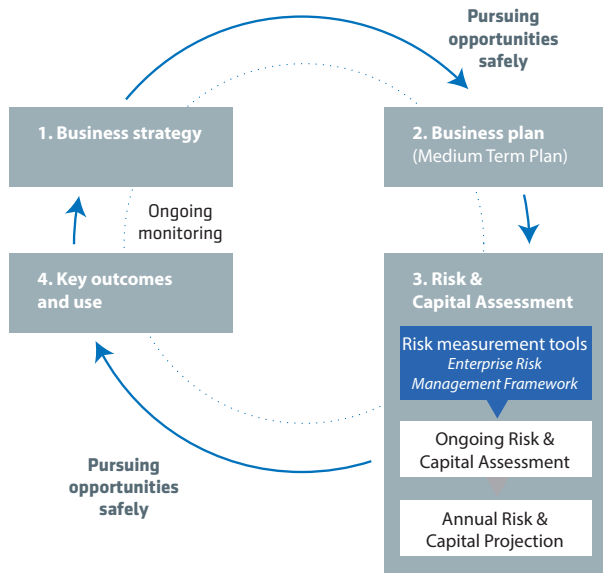 Pursuing
opportunities
safely
1. Business strategy
2. Business plan
(Medium Term Plan)
Ongoing
monitoring
4. Key outcomes
and use
3. Risk &
Capital Assessment
Risk measurement tools
Enterprise Risk
Management Framework
Ongoing Risk &
Capital Assessment
Annual Risk &
Capital Projection
Pursuing
opportunities
safely